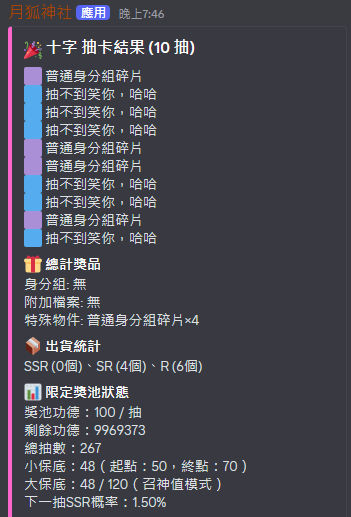 月狐神社 應用 晚上7:46
十字 抽卡結果 (10 抽)
普通身分組碎片
抽不到笑你，哈哈
抽不到笑你，哈哈
抽不到笑你，哈哈
普通身分組碎片
普通身分組碎片
抽不到笑你，哈哈
抽不到笑你，哈哈
普通身分組碎片
抽不到笑你，哈哈
總計獎品
身分組: 無
附加檔案: 無
特殊物件: 普通身分組碎片×4
出貨統計
SSR (0個)、SR (4個)、R (6個)
限定獎池狀態
獎池功德：100 / 抽
剩餘功德：9969373
總抽數：267
小保底：48（起點：50，終點：70）
大保底：48 / 120（召神值模式）
下一抽SSR概率：1.50%